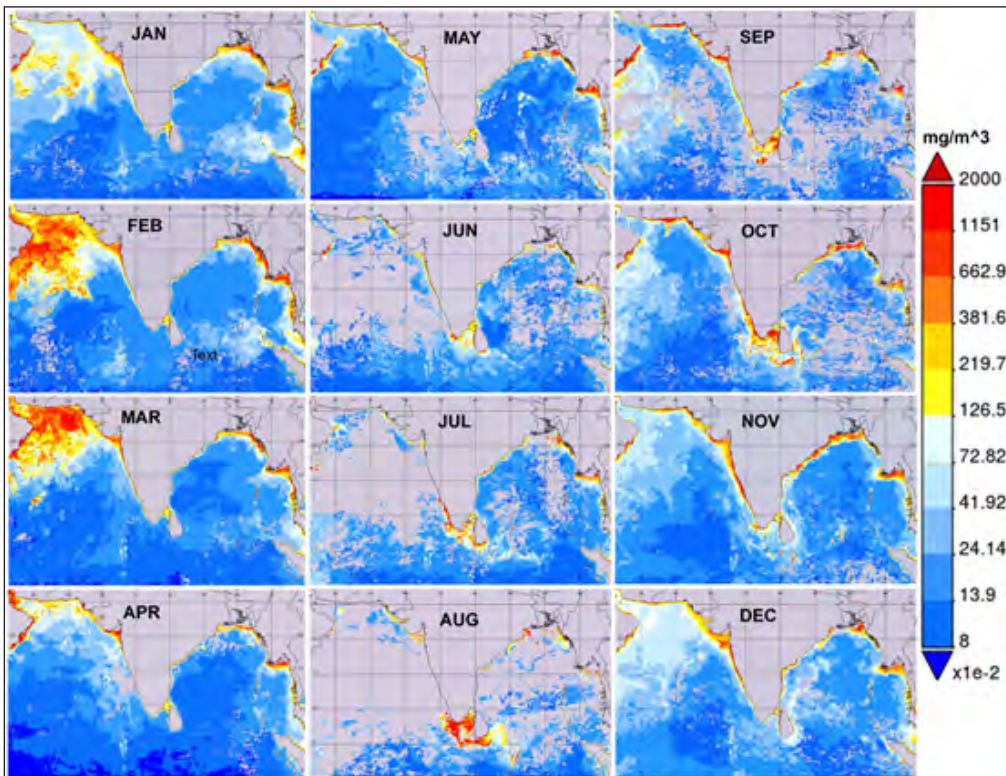 JAN
MAY
SEP
mg/m^3
2000
1151
662.9
381.6
219.7
126.5
72.82
41.92
24.14
13.9
8
x1e-2
FEB
JUN
OCT
Text
MAR
JUL
NOV
APR
AUG
DEC